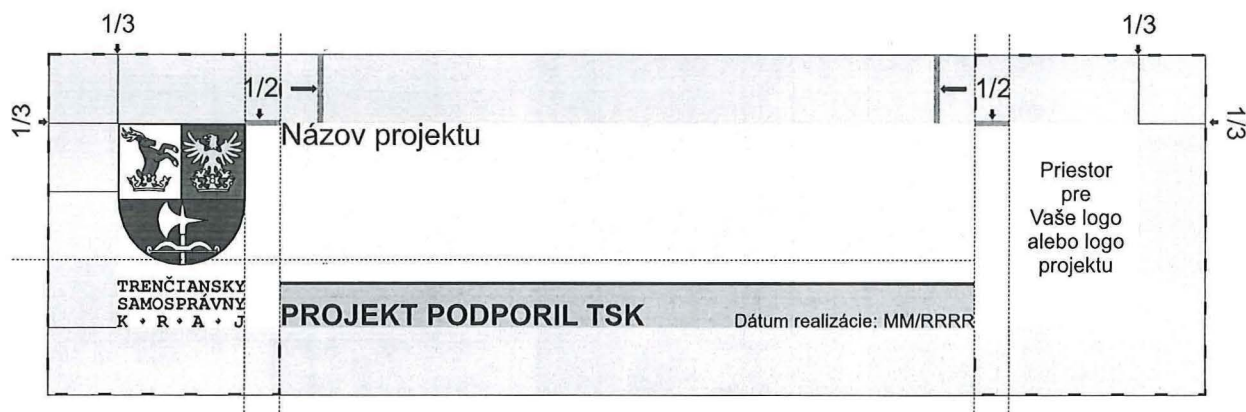 1/3
1/3
1/2
1/2
1/3
1/3
Názov projektu
Priestor
pre
Vaše logo
alebo logo
projektu
TRENČIANSKY
SAMOSPRÁVNY
K · R · A · J
PROJEKT PODPORIL TSK
Dátum realizácie: MM/RRRR